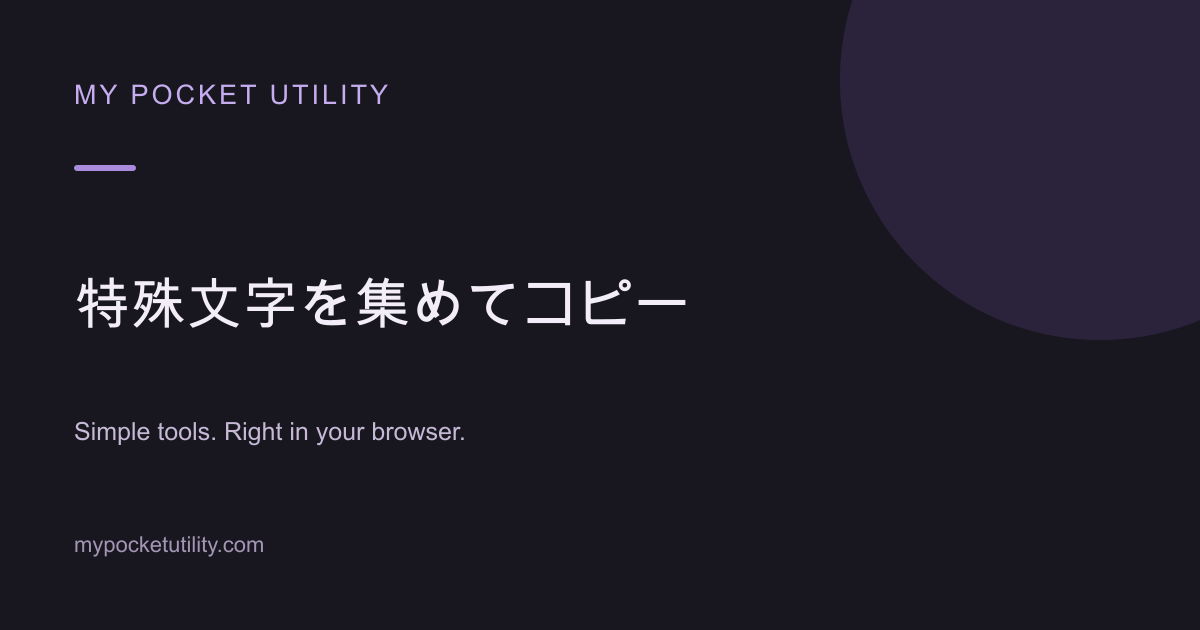 MY POCKET UTILITY
特殊文字を集めてコピー
Simple tools. Right in your browser.
mypocketutility.com